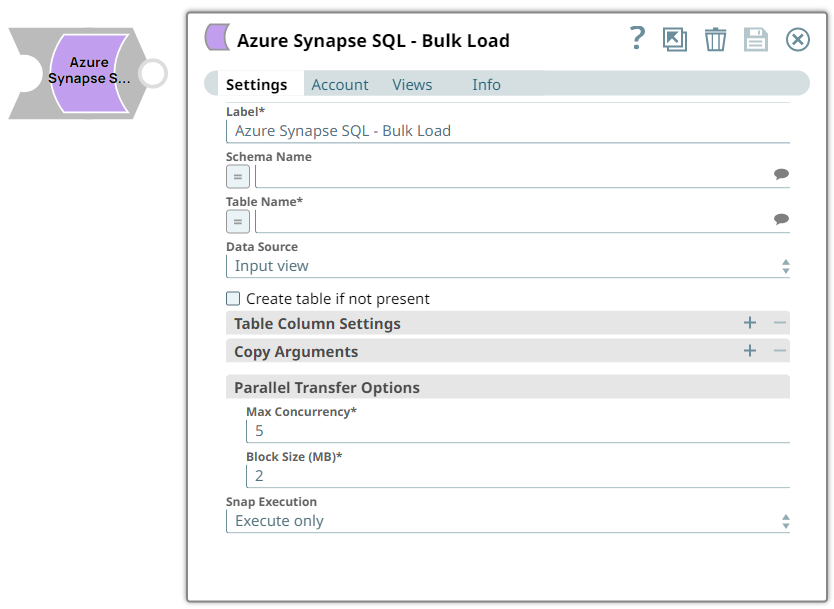 Azure
Synapse S...
Azure Synapse SQL - Bulk Load
?
Settings Account Views Info
Label*
Azure Synapse SQL - Bulk Load
Schema Name
=
Table Name*
=
Data Source
Input view
Create table if not present
Table Column Settings + −
Copy Arguments + −
Parallel Transfer Options
Max Concurrency*
5
Block Size (MB)*
2
Snap Execution
Execute only